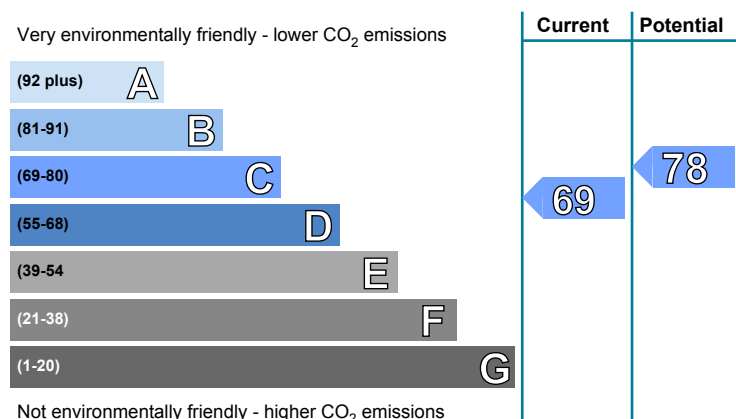 Very environmentally friendly - lower CO2 emissions
Current
Potential
(92 plus) A
(81-91) B
(69-80) C
(55-68) D
(39-54 E
(21-38) F
(1-20) G
69
78
Not environmentally friendly - higher CO2 emissions